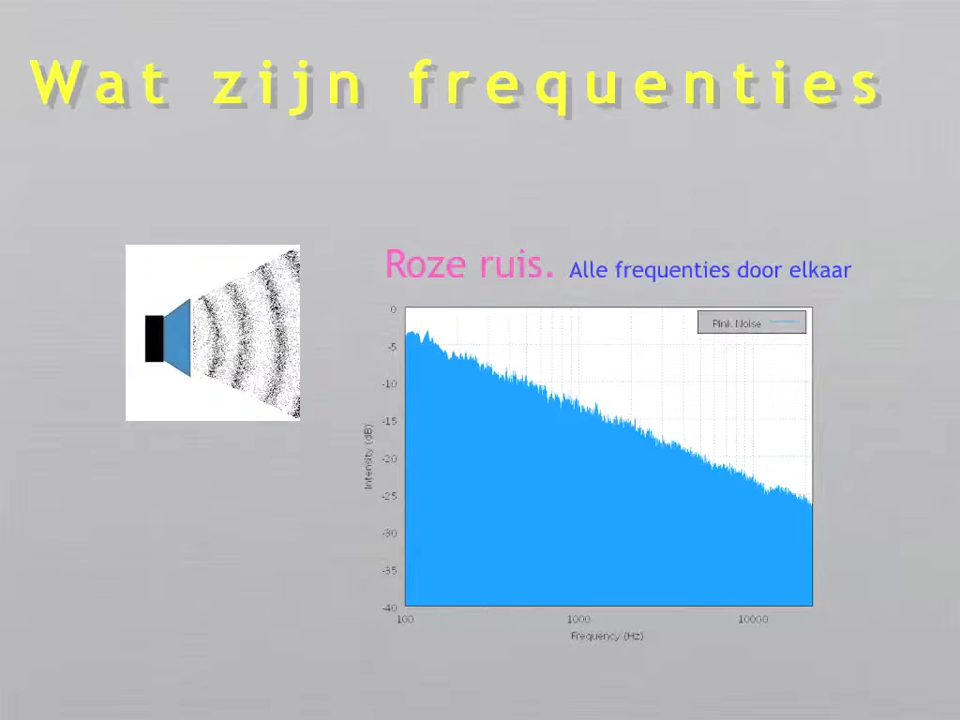 Wat zijn frequenties
Roze ruis. Alle frequenties door elkaar
Pink Noise
0
-5
-10
-15
-20
-25
-30
-35
-40
Intensity (dB)
100 1000 10000
Frequency (Hz)